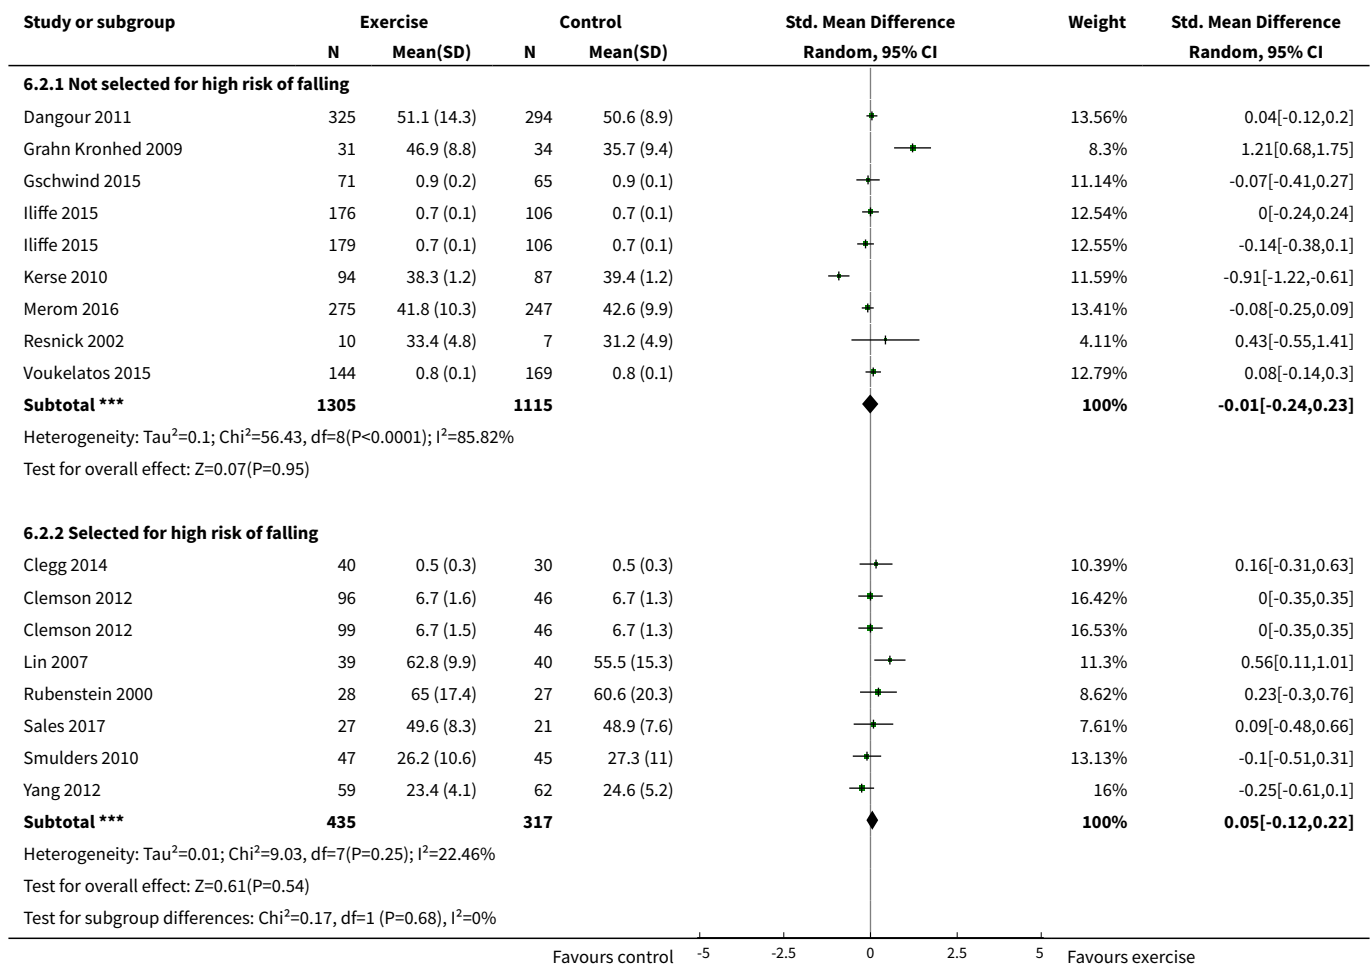 Study or subgroup Exercise Control Std. Mean Difference Weight Std. Mean Difference
N Mean(SD) N Mean(SD) Random, 95% CI Random, 95% CI
6.2.1 Not selected for high risk of falling
Dangour 2011 325 51.1 (14.3) 294 50.6 (8.9) 13.56% 0.04[-0.12,0.2]
Grahn Kronhed 2009 31 46.9 (8.8) 34 35.7 (9.4) 8.3% 1.21[0.68,1.75]
Gschwind 2015 71 0.9 (0.2) 65 0.9 (0.1) 11.14% -0.07[-0.41,0.27]
Iliffe 2015 176 0.7 (0.1) 106 0.7 (0.1) 12.54% 0[-0.24,0.24]
Iliffe 2015 179 0.7 (0.1) 106 0.7 (0.1) 12.55% -0.14[-0.38,0.1]
Kerse 2010 94 38.3 (1.2) 87 39.4 (1.2) 11.59% -0.91[-1.22,-0.61]
Merom 2016 275 41.8 (10.3) 247 42.6 (9.9) 13.41% -0.08[-0.25,0.09]
Resnick 2002 10 33.4 (4.8) 7 31.2 (4.9) 4.11% 0.43[-0.55,1.41]
Voukelatos 2015 144 0.8 (0.1) 169 0.8 (0.1) 12.79% 0.08[-0.14,0.3]
Subtotal *** 1305 1115 100% -0.01[-0.24,0.23]
Heterogeneity: Tau²=0.1; Chi²=56.43, df=8(P<0.0001); I²=85.82%
Test for overall effect: Z=0.07(P=0.95)
6.2.2 Selected for high risk of falling
Clegg 2014 40 0.5 (0.3) 30 0.5 (0.3) 10.39% 0.16[-0.31,0.63]
Clemson 2012 96 6.7 (1.6) 46 6.7 (1.3) 16.42% 0[-0.35,0.35]
Clemson 2012 99 6.7 (1.5) 46 6.7 (1.3) 16.53% 0[-0.35,0.35]
Lin 2007 39 62.8 (9.9) 40 55.5 (15.3) 11.3% 0.56[0.11,1.01]
Rubenstein 2000 28 65 (17.4) 27 60.6 (20.3) 8.62% 0.23[-0.3,0.76]
Sales 2017 27 49.6 (8.3) 21 48.9 (7.6) 7.61% 0.09[-0.48,0.66]
Smulders 2010 47 26.2 (10.6) 45 27.3 (11) 13.13% -0.1[-0.51,0.31]
Yang 2012 59 23.4 (4.1) 62 24.6 (5.2) 16% -0.25[-0.61,0.1]
Subtotal *** 435 317 100% 0.05[-0.12,0.22]
Heterogeneity: Tau²=0.01; Chi²=9.03, df=7(P=0.25); I²=22.46%
Test for overall effect: Z=0.61(P=0.54)
Test for subgroup differences: Chi²=0.17, df=1 (P=0.68), I²=0%
Favours control -5 -2.5 0 2.5 5 Favours exercise